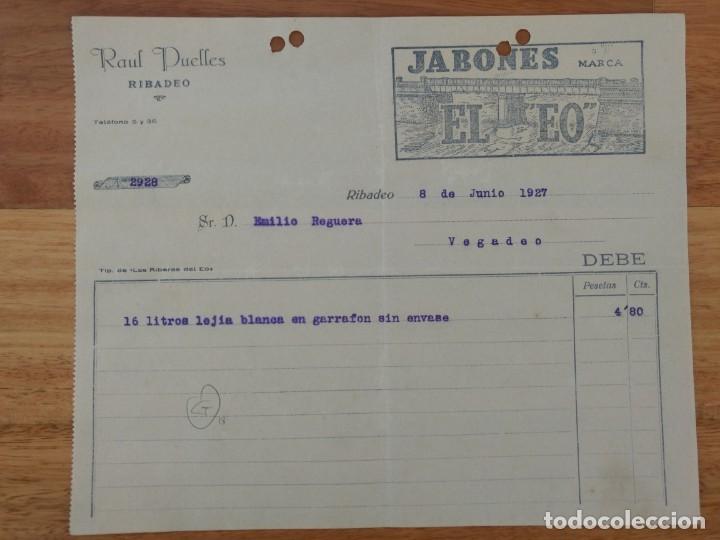 Raul Puelles
RIBADEO
Teléfono 5 y 36
JABONES
MARCA
EL "EO"
2928
Ribadeo 8 de Junio 1927
Sr. D. Emilio Reguera
Vegadeo
DEBE
Tip. de «Las Riberas del Eo»
Pesetas Cts.
16 litros lejia blanca en garrafon sin envase 4'80
todocoleccion.net